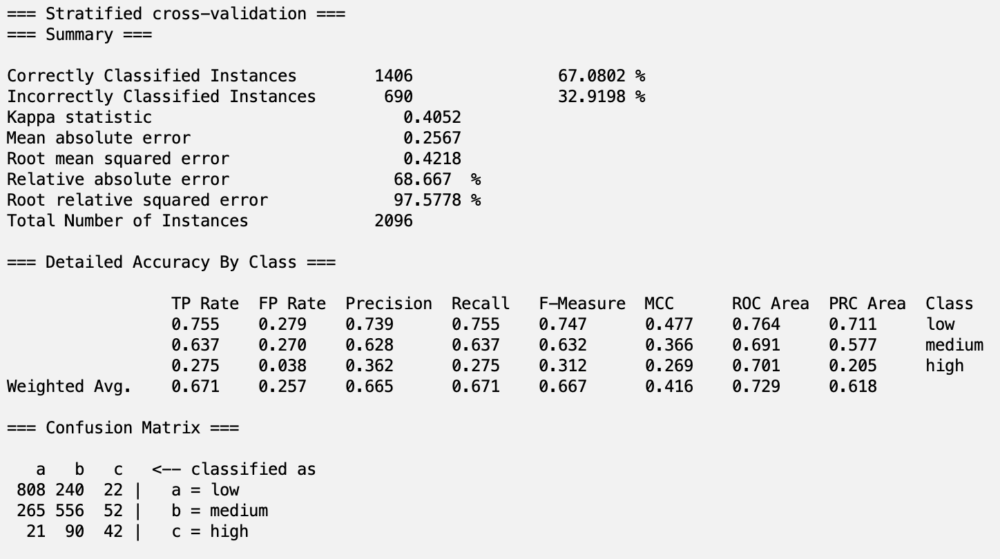 === Stratified cross-validation ===
=== Summary ===
Correctly Classified Instances        1406               67.0802 %
Incorrectly Classified Instances       690               32.9198 %
Kappa statistic                          0.4052
Mean absolute error                      0.2567
Root mean squared error                  0.4218
Relative absolute error                 68.667  %
Root relative squared error             97.5778 %
Total Number of Instances             2096
=== Detailed Accuracy By Class ===
                 TP Rate  FP Rate  Precision  Recall   F-Measure  MCC      ROC Area  PRC Area  Class
                 0.755    0.279    0.739      0.755    0.747      0.477    0.764     0.711     low
                 0.637    0.270    0.628      0.637    0.632      0.366    0.691     0.577     medium
                 0.275    0.038    0.362      0.275    0.312      0.269    0.701     0.205     high
Weighted Avg.    0.671    0.257    0.665      0.671    0.667      0.416    0.729     0.618
=== Confusion Matrix ===
   a   b   c   <-- classified as
 808 240  22 |   a = low
 265 556  52 |   b = medium
  21  90  42 |   c = high